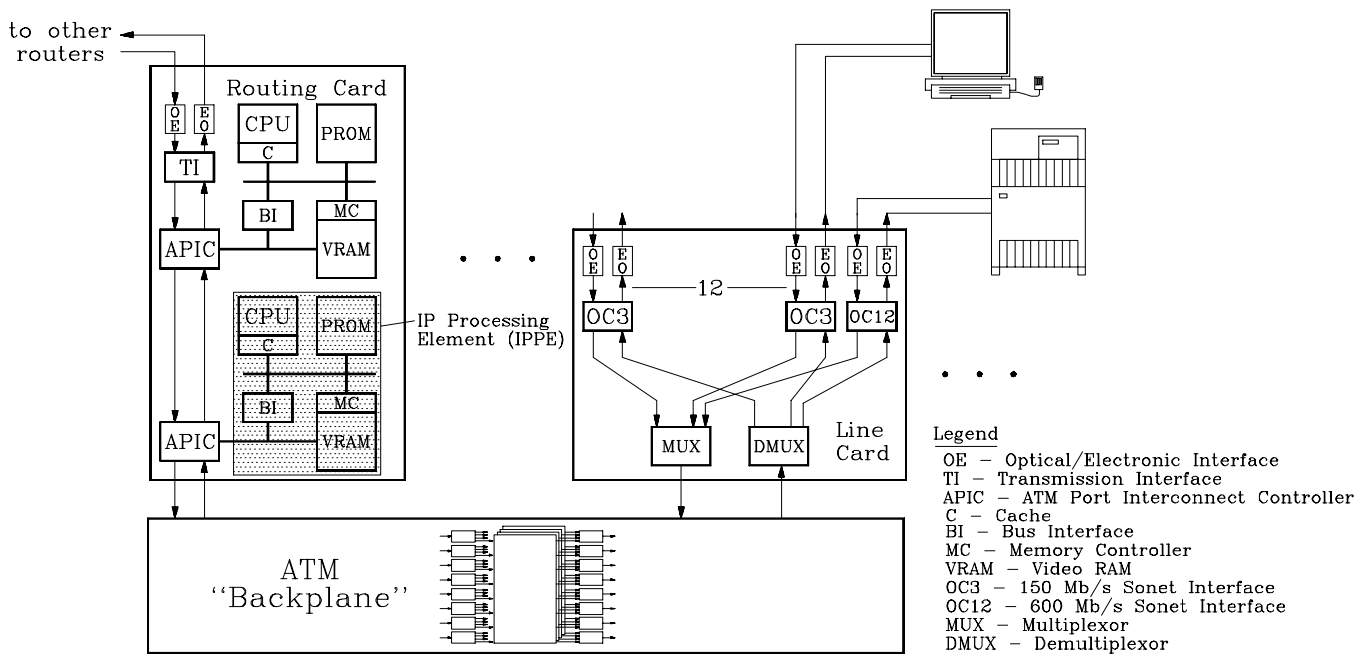 to other
routers
Routing Card
O
E
E
O
CPU
C
PROM
TI
BI
MC
VRAM
APIC
CPU
C
PROM
IP Processing
Element (IPPE)
BI
MC
VRAM
APIC
O
E
E
O
12
O
E
E
O
O
E
E
O
OC3
OC3
OC12
MUX
DMUX
Line
Card
ATM
“Backplane”
Legend
OE – Optical/Electronic Interface
TI – Transmission Interface
APIC – ATM Port Interconnect Controller
C – Cache
BI – Bus Interface
MC – Memory Controller
VRAM – Video RAM
OC3 – 150 Mb/s Sonet Interface
OC12 – 600 Mb/s Sonet Interface
MUX – Multiplexor
DMUX – Demultiplexor